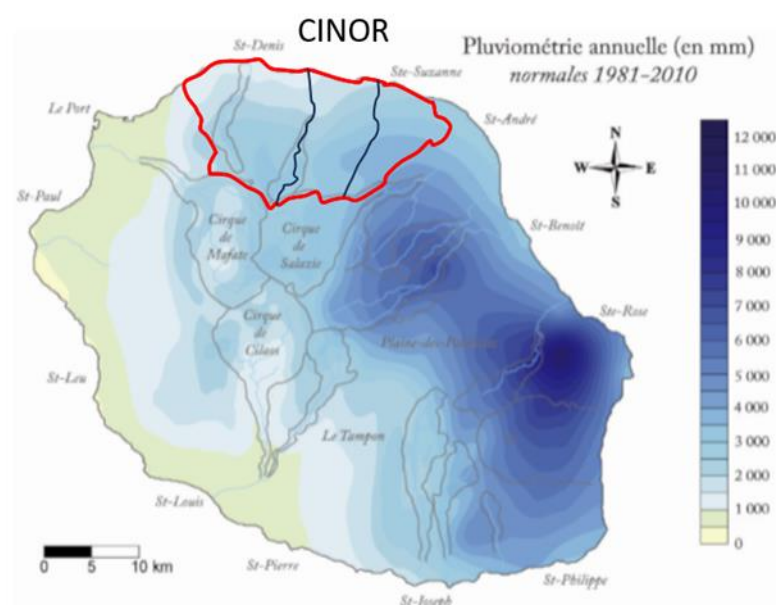 CINOR
Pluviométrie annuelle (en mm)
normales 1981-2010
St-Denis
Ste-Suzanne
Le Port
St-André
N
W E
S
St-Paul
Cirque
de
Mafate
Cirque
de
Salazie
St-Benoît
Ste-Rose
Cirque
de
Cilaos
St-Leu
Le Tampon
St-Louis
St-Pierre
St-Philippe
St-Joseph
0 5 10 km
12 000
11 000
10 000
9 000
8 000
7 000
6 000
5 000
4 000
3 000
2 000
1 000
0